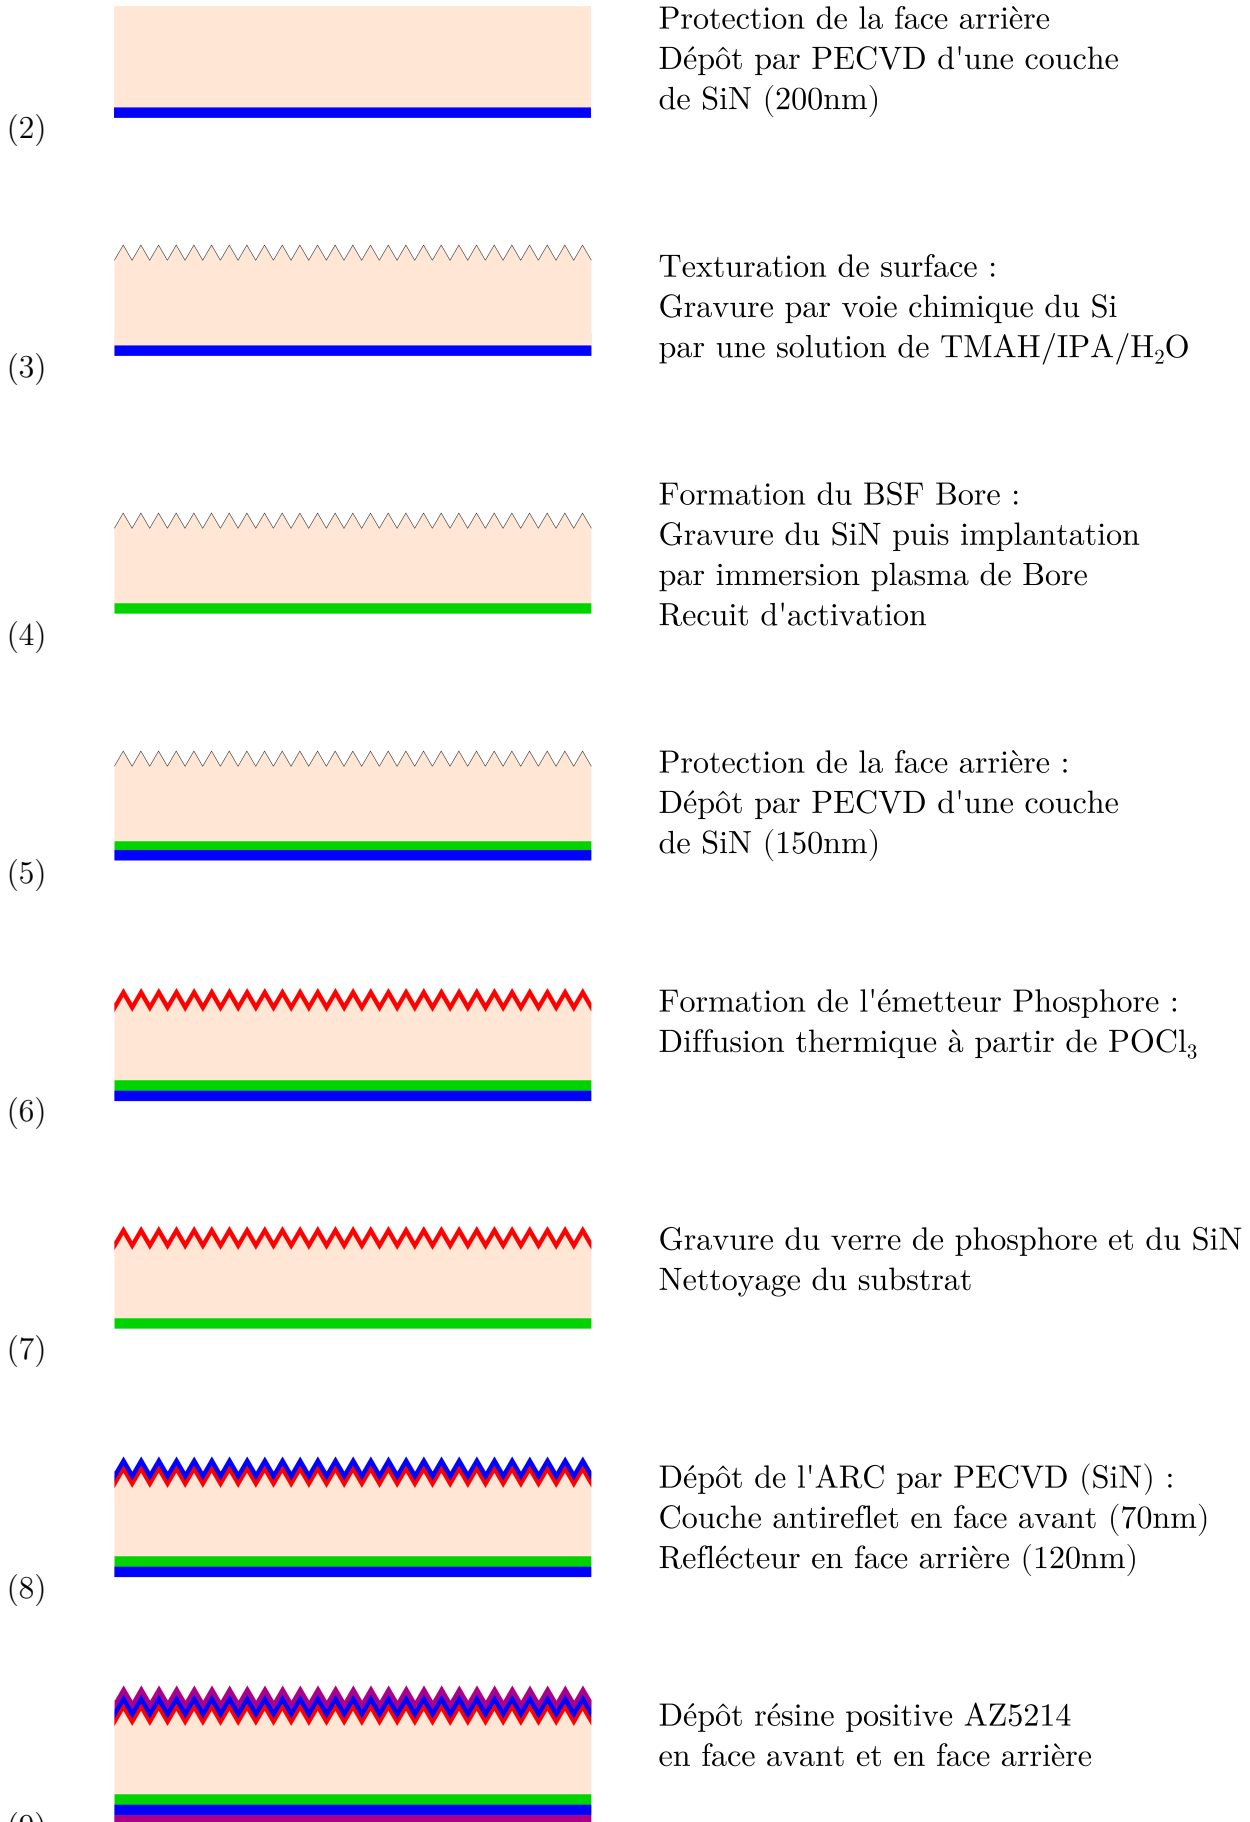 Protection de la face arrière
Dépôt par PECVD d'une couche
de SiN (200nm)
(2)
Texturation de surface :
Gravure par voie chimique du Si
par une solution de TMAH/IPA/H₂O
(3)
Formation du BSF Bore :
Gravure du SiN puis implantation
par immersion plasma de Bore
Recuit d'activation
(4)
Protection de la face arrière :
Dépôt par PECVD d'une couche
de SiN (150nm)
(5)
Formation de l'émetteur Phosphore :
Diffusion thermique à partir de POCl₃
(6)
Gravure du verre de phosphore et du SiN
Nettoyage du substrat
(7)
Dépôt de l'ARC par PECVD (SiN) :
Couche antireflet en face avant (70nm)
Reflécteur en face arrière (120nm)
(8)
Dépôt résine positive AZ5214
en face avant et en face arrière